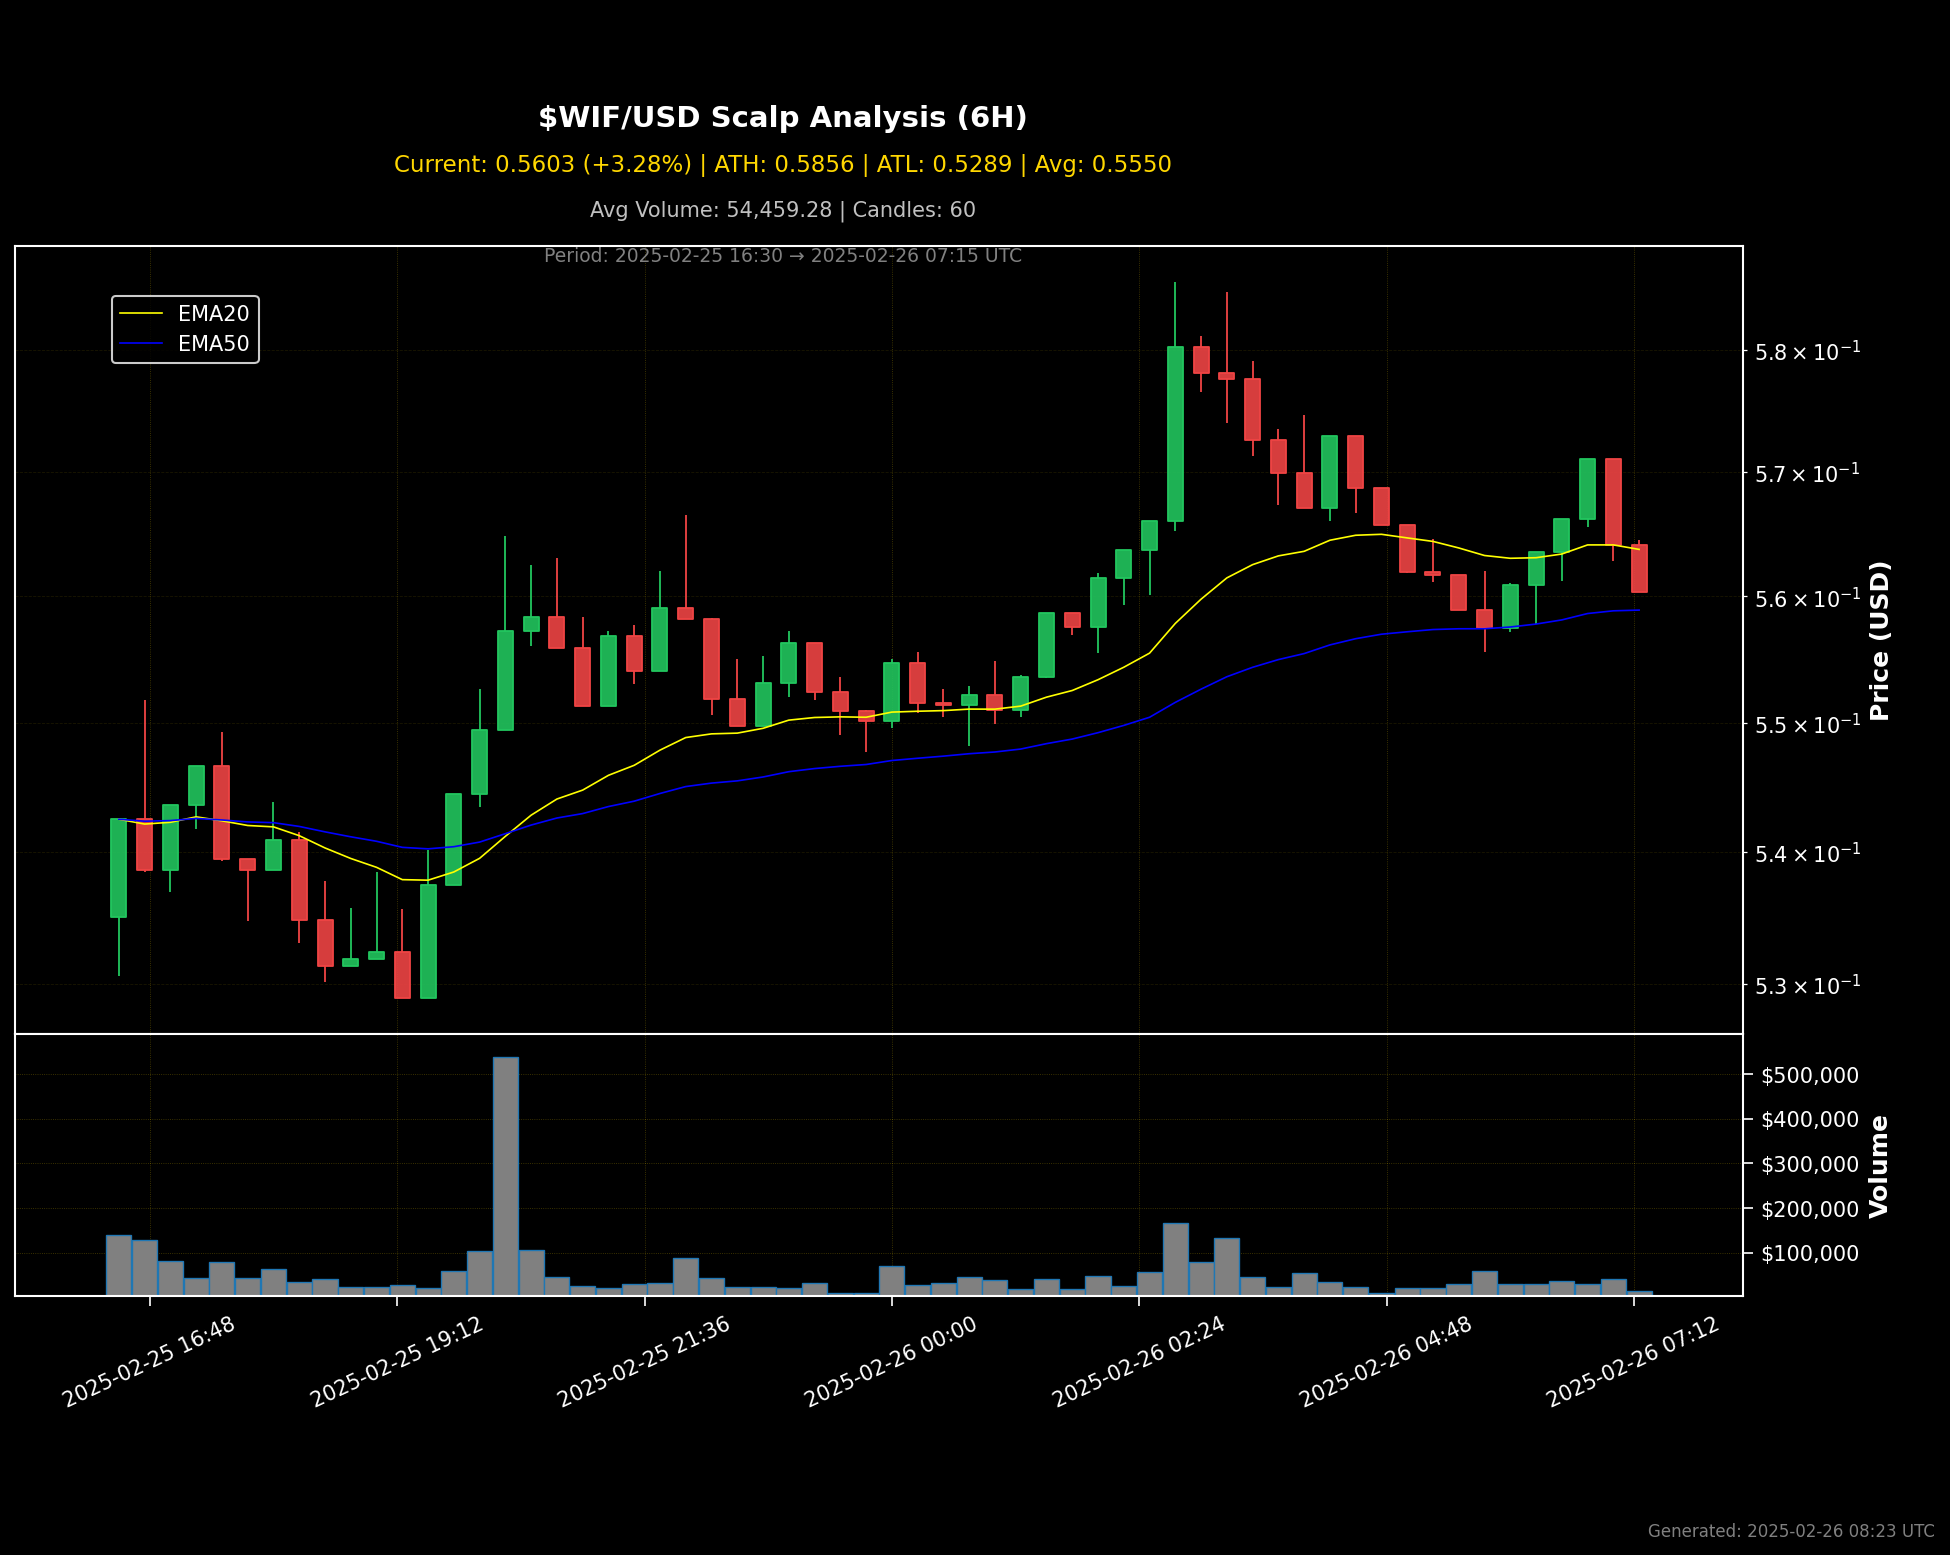 $WIF/USD Scalp Analysis (6H)
Current: 0.5603 (+3.28%) | ATH: 0.5856 | ATL: 0.5289 | Avg: 0.5550
Avg Volume: 54,459.28 | Candles: 60
Period: 2025-02-25 16:30 → 2025-02-26 07:15 UTC
EMA20
EMA50
5.8 × 10⁻¹
5.7 × 10⁻¹
5.6 × 10⁻¹
5.5 × 10⁻¹
5.4 × 10⁻¹
5.3 × 10⁻¹
Price (USD)
$500,000
$400,000
$300,000
$200,000
$100,000
Volume
2025-02-25 16:48
2025-02-25 19:12
2025-02-25 21:36
2025-02-26 00:00
2025-02-26 02:24
2025-02-26 04:48
2025-02-26 07:12
Generated: 2025-02-26 08:23 UTC